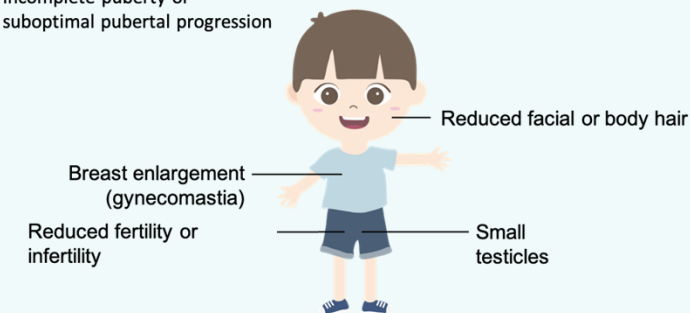 incomplete puberty or
suboptimal pubertal progression
Reduced facial or body hair
Breast enlargement
(gynecomastia)
Reduced fertility or
infertility
Small
testicles